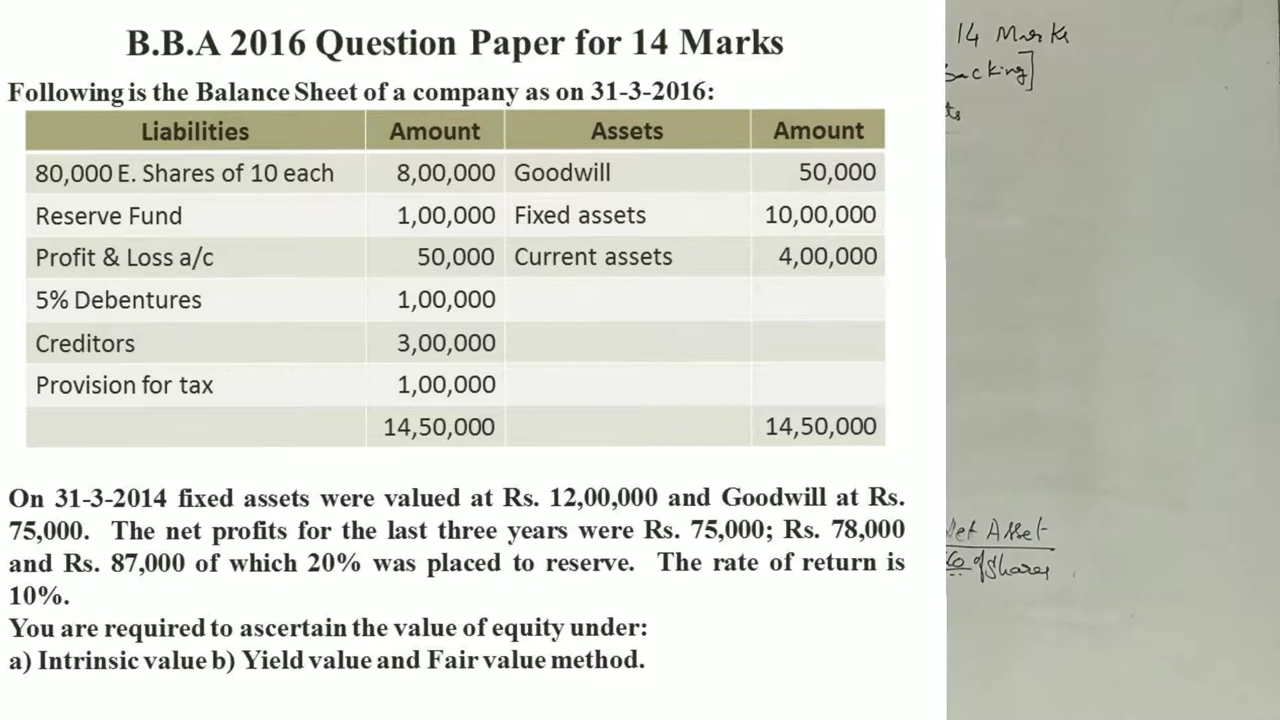 B.B.A 2016 Question Paper for 14 Marks
Following is the Balance Sheet of a company as on 31-3-2016:
Liabilities Amount Assets Amount
80,000 E. Shares of 10 each 8,00,000 Goodwill 50,000
Reserve Fund 1,00,000 Fixed assets 10,00,000
Profit & Loss a/c 50,000 Current assets 4,00,000
5% Debentures 1,00,000
Creditors 3,00,000
Provision for tax 1,00,000
14,50,000 14,50,000
On 31-3-2014 fixed assets were valued at Rs. 12,00,000 and Goodwill at Rs.
75,000. The net profits for the last three years were Rs. 75,000; Rs. 78,000
and Rs. 87,000 of which 20% was placed to reserve. The rate of return is
10%.
You are required to ascertain the value of equity under:
a) Intrinsic value b) Yield value and Fair value method.
14 Marks
acking]
ts
et Asset
of Shares